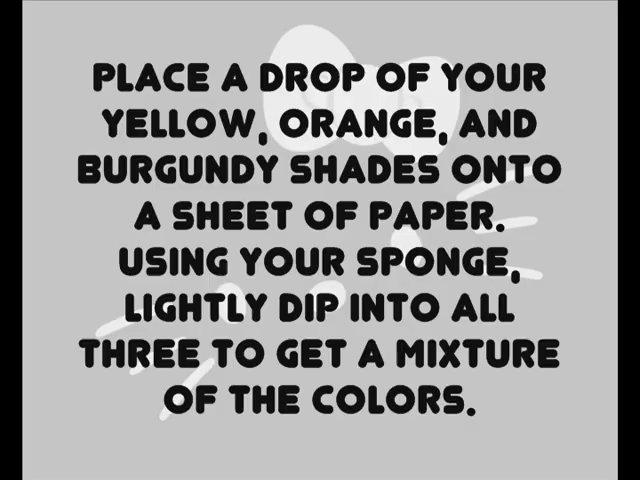 PLACE A DROP OF YOUR
YELLOW, ORANGE, AND
BURGUNDY SHADES ONTO
A SHEET OF PAPER.
USING YOUR SPONGE,
LIGHTLY DIP INTO ALL
THREE TO GET A MIXTURE
OF THE COLORS.